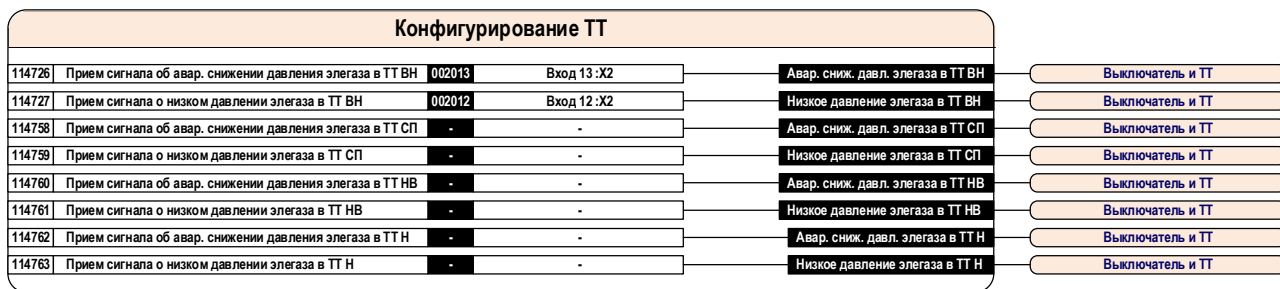 Конфигурирование ТТ
114726 Прием сигнала об авар. снижении давления элегаза в ТТ ВН 002013 Вход 13 :X2 Авар. сниж. давл. элегаза в ТТ ВН Выключатель и ТТ
114727 Прием сигнала о низком давлении элегаза в ТТ ВН 002012 Вход 12 :X2 Низкое давление элегаза в ТТ ВН Выключатель и ТТ
114758 Прием сигнала об авар. снижении давления элегаза в ТТ СП - - Авар. сниж. давл. элегаза в ТТ СП Выключатель и ТТ
114759 Прием сигнала о низком давлении элегаза в ТТ СП - - Низкое давление элегаза в ТТ СП Выключатель и ТТ
114760 Прием сигнала об авар. снижении давления элегаза в ТТ НВ - - Авар. сниж. давл. элегаза в ТТ НВ Выключатель и ТТ
114761 Прием сигнала о низком давлении элегаза в ТТ НВ - - Низкое давление элегаза в ТТ НВ Выключатель и ТТ
114762 Прием сигнала об авар. снижении давления элегаза в ТТ Н - - Авар. сниж. давл. элегаза в ТТ Н Выключатель и ТТ
114763 Прием сигнала о низком давлении элегаза в ТТ Н - - Низкое давление элегаза в ТТ Н Выключатель и ТТ